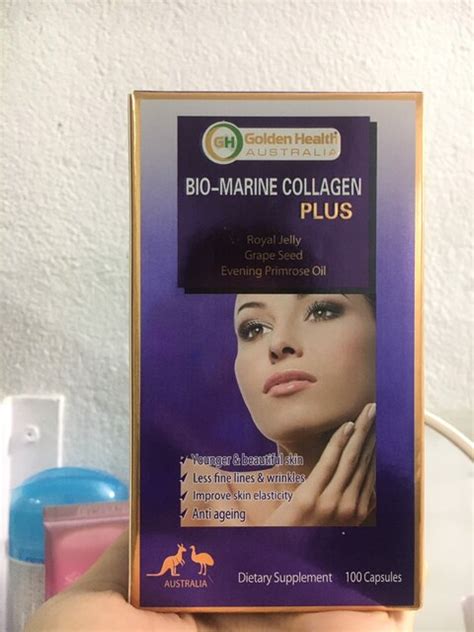 GH Golden Health
AUSTRALIA
BIO-MARINE COLLAGEN
PLUS
Royal Jelly
Grape Seed
Evening Primrose Oil
Younger & beautiful skin
Less fine lines & wrinkles
Improve skin elasticity
Anti ageing
AUSTRALIA
Dietary Supplement 100 Capsules